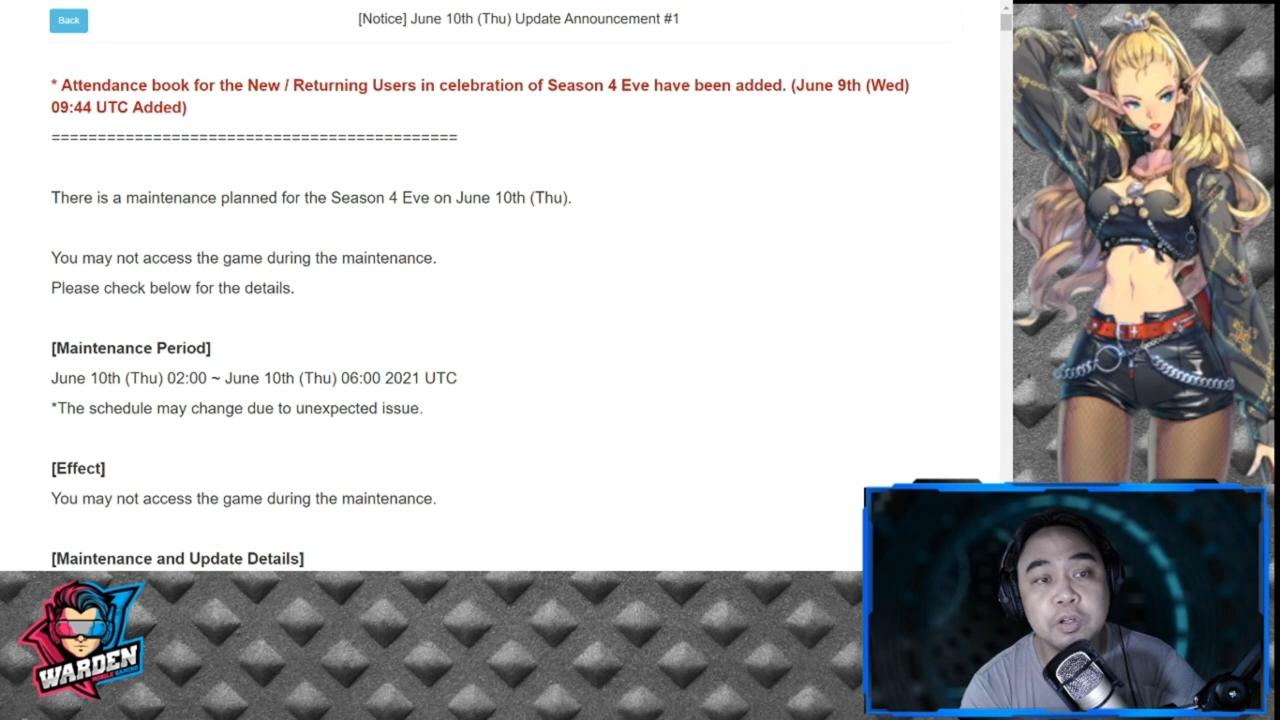 Back
[Notice] June 10th (Thu) Update Announcement #1
* Attendance book for the New / Returning Users in celebration of Season 4 Eve have been added. (June 9th (Wed)
09:44 UTC Added)
============================================
There is a maintenance planned for the Season 4 Eve on June 10th (Thu).
You may not access the game during the maintenance.
Please check below for the details.
[Maintenance Period]
June 10th (Thu) 02:00 ~ June 10th (Thu) 06:00 2021 UTC
*The schedule may change due to unexpected issue.
[Effect]
You may not access the game during the maintenance.
[Maintenance and Update Details]
WARDEN
MOBILE GAMING